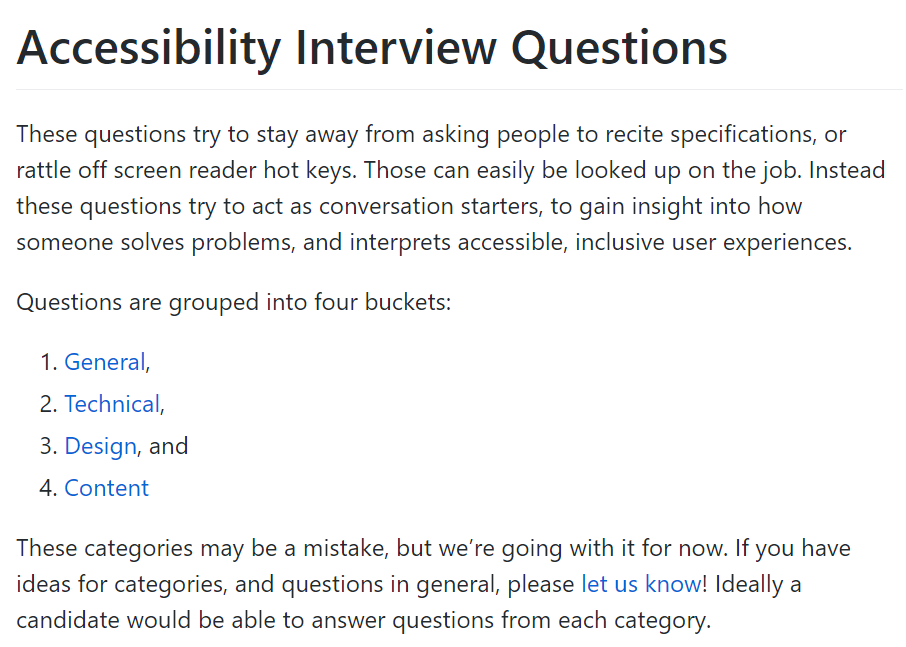 Accessibility Interview Questions
These questions try to stay away from asking people to recite specifications, or
rattle off screen reader hot keys. Those can easily be looked up on the job. Instead
these questions try to act as conversation starters, to gain insight into how
someone solves problems, and interprets accessible, inclusive user experiences.
Questions are grouped into four buckets:
1. General,
2. Technical,
3. Design, and
4. Content
These categories may be a mistake, but we’re going with it for now. If you have
ideas for categories, and questions in general, please let us know! Ideally a
candidate would be able to answer questions from each category.